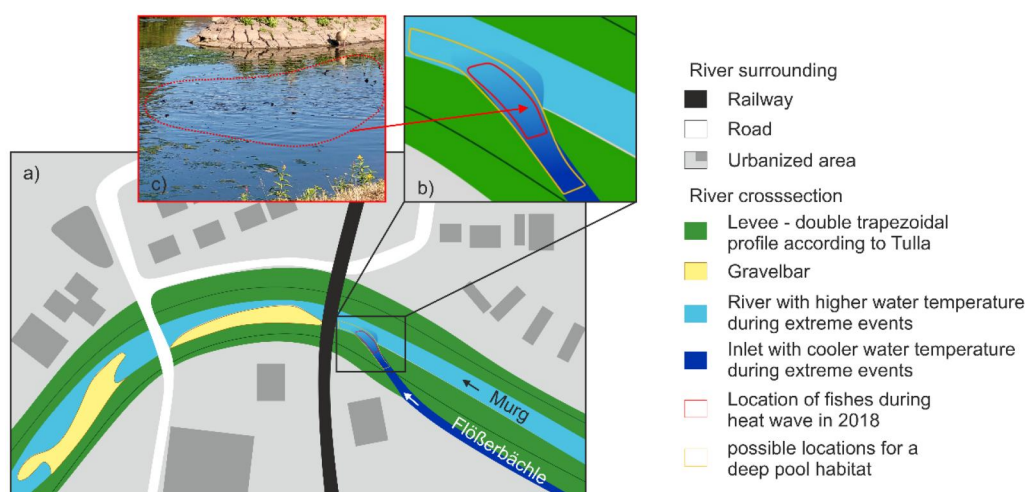 a)
c)
b)
Murg
Flößerbächle
River surrounding
Railway
Road
Urbanized area
River crosssection
Levee - double trapezoidal
profile according to Tulla
Gravelbar
River with higher water temperature
during extreme events
Inlet with cooler water temperature
during extreme events
Location of fishes during
heat wave in 2018
possible locations for a
deep pool habitat